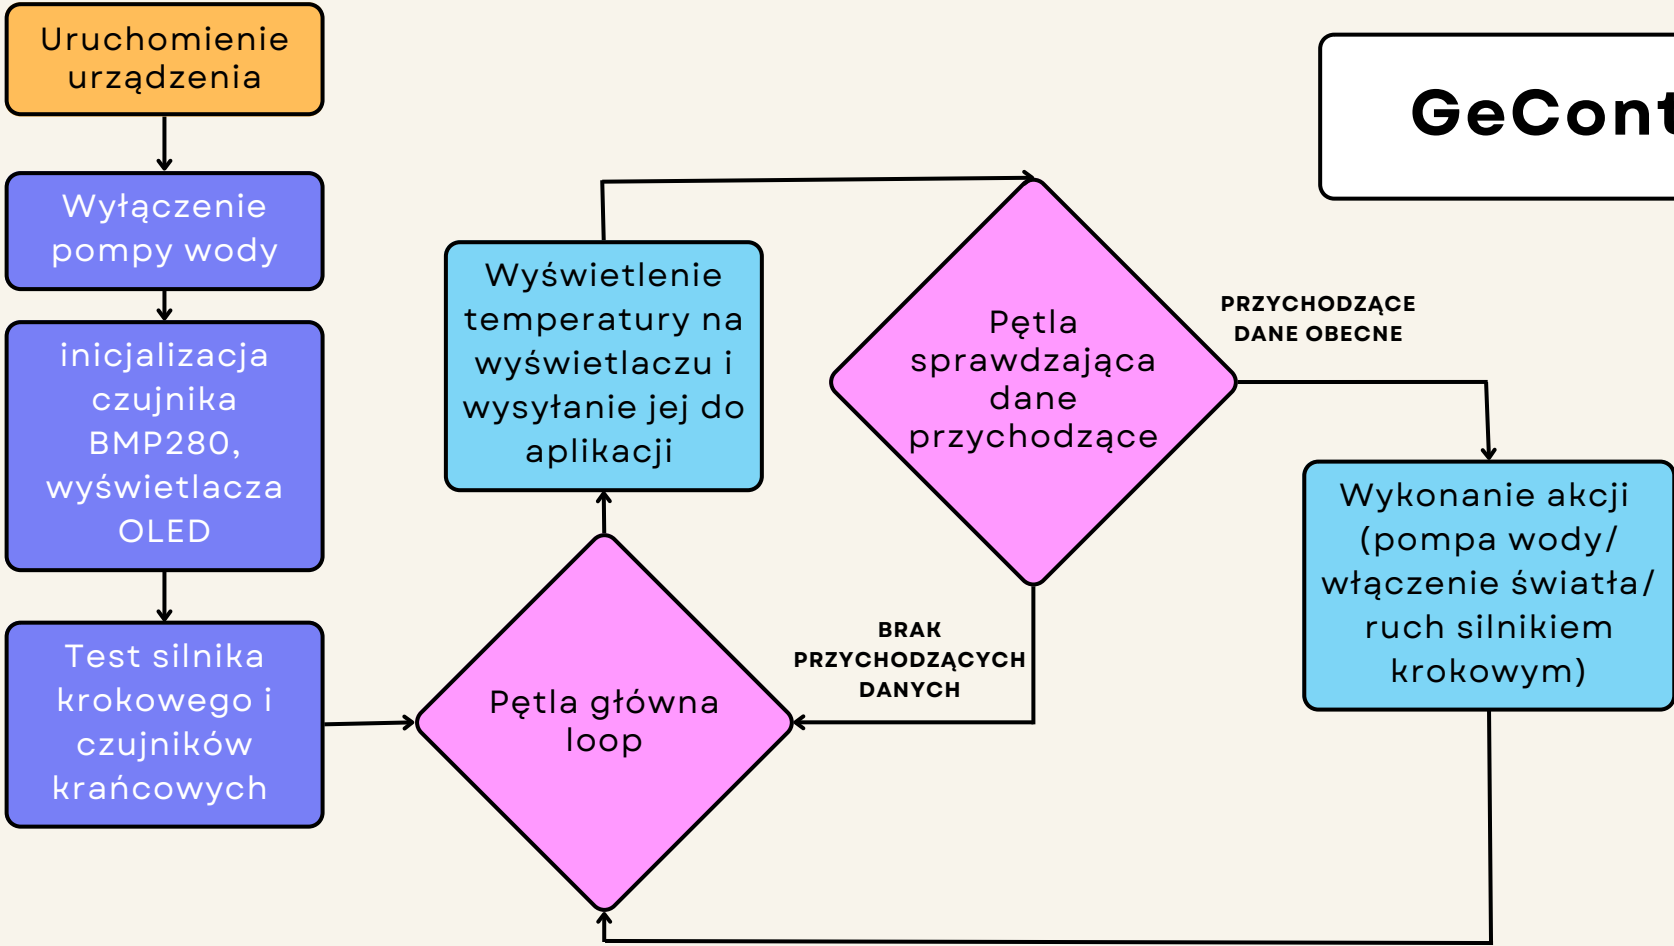 Uruchomienie
urządzenia
Wyłączenie
pompy wody
inicjalizacja
czujnika
BMP280,
wyświetlacza
OLED
Test silnika
krokowego i
czujników
krańcowych
Wyświetlenie
temperatury na
wyświetlaczu i
wysyłanie jej do
aplikacji
Pętla główna
loop
Pętla
sprawdzająca
dane
przychodzące
BRAK
PRZYCHODZĄCYCH
DANYCH
PRZYCHODZĄCE
DANE OBECNE
GeCont
Wykonanie akcji
(pompa wody/
włączenie światła/
ruch silnikiem
krokowym)